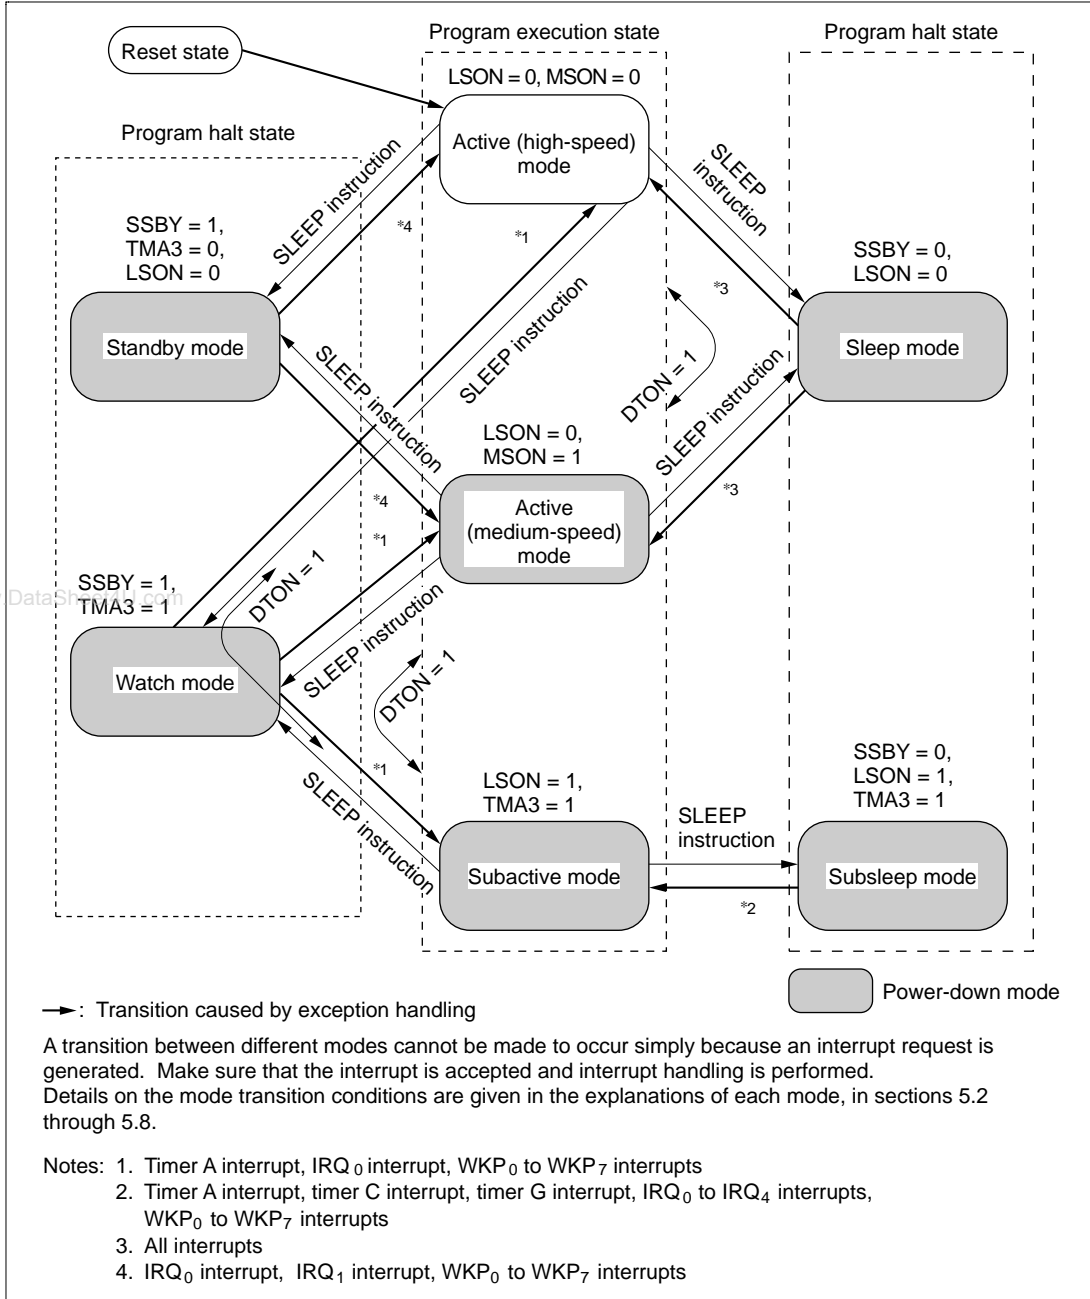 Program execution state
Program halt state
Reset state
LSON = 0, MSON = 0
Program halt state
Active (high-speed)
mode
SLEEP instruction
SLEEP
instruction
SSBY = 1,
TMA3 = 0,
LSON = 0
*4
*1
SSBY = 0,
LSON = 0
*3
Standby mode
SLEEP instruction
SLEEP instruction
DTON = 1
Sleep mode
SLEEP instruction
LSON = 0,
MSON = 1
*4
*3
Active
(medium-speed)
mode
*1
SSBY = 1,
TMA3 = 1
DTON = 1
.DataSheet4U.com
SLEEP instruction
Watch mode
DTON = 1
*1
SLEEP instruction
LSON = 1,
TMA3 = 1
SSBY = 0,
LSON = 1,
TMA3 = 1
SLEEP
instruction
Subactive mode
Subsleep mode
*2
Power-down mode
: Transition caused by exception handling
A transition between different modes cannot be made to occur simply because an interrupt request is
generated. Make sure that the interrupt is accepted and interrupt handling is performed.
Details on the mode transition conditions are given in the explanations of each mode, in sections 5.2
through 5.8.
Notes: 1. Timer A interrupt, IRQ0 interrupt, WKP0 to WKP7 interrupts
2. Timer A interrupt, timer C interrupt, timer G interrupt, IRQ0 to IRQ4 interrupts,
WKP0 to WKP7 interrupts
3. All interrupts
4. IRQ0 interrupt, IRQ1 interrupt, WKP0 to WKP7 interrupts